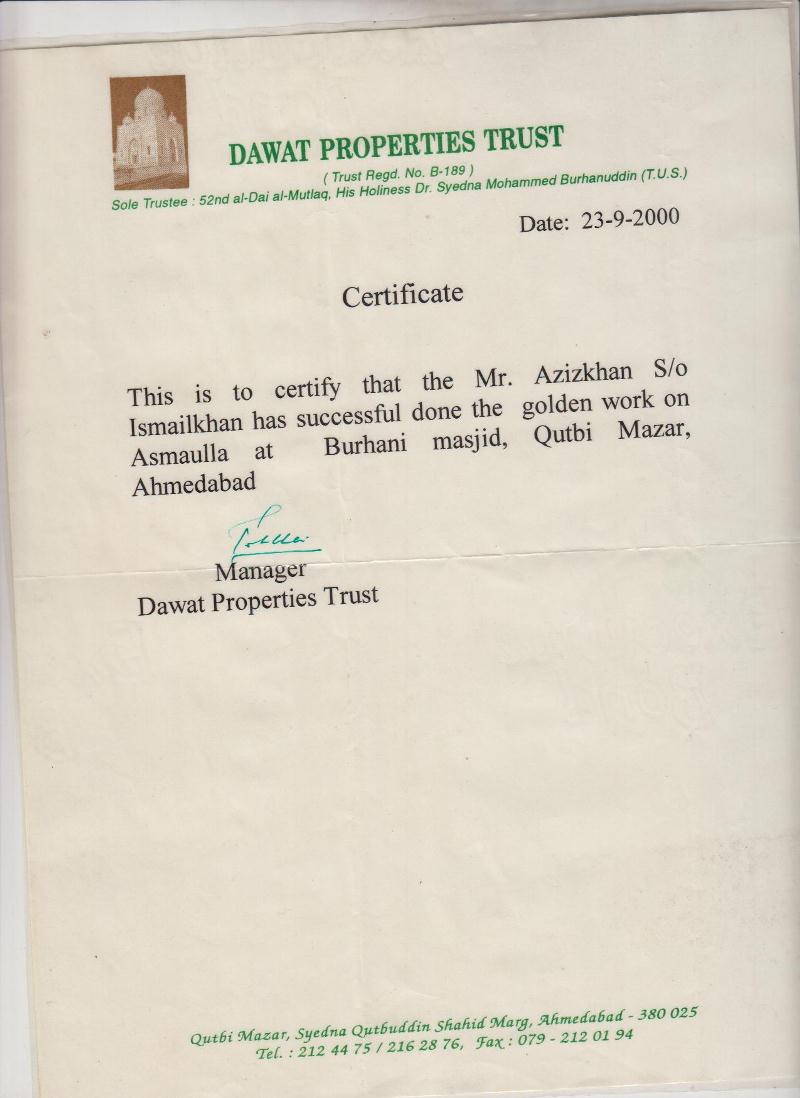 DAWAT PROPERTIES TRUST
( Trust Regd. No. B-189 )
Sole Trustee : 52nd al-Dai al-Mutlaq, His Holiness Dr. Syedna Mohammed Burhanuddin (T.U.S.)
Date: 23-9-2000
Certificate
This is to certify that the Mr. Azizkhan S/o
Ismailkhan has successful done the golden work on
Asmaulla at Burhani masjid, Qutbi Mazar,
Ahmedabad
Manager
Dawat Properties Trust
Qutbi Mazar, Syedna Qutbuddin Shahid Marg, Ahmedabad - 380 025
Tel. : 212 44 75 / 216 28 76, Fax : 079 - 212 01 94